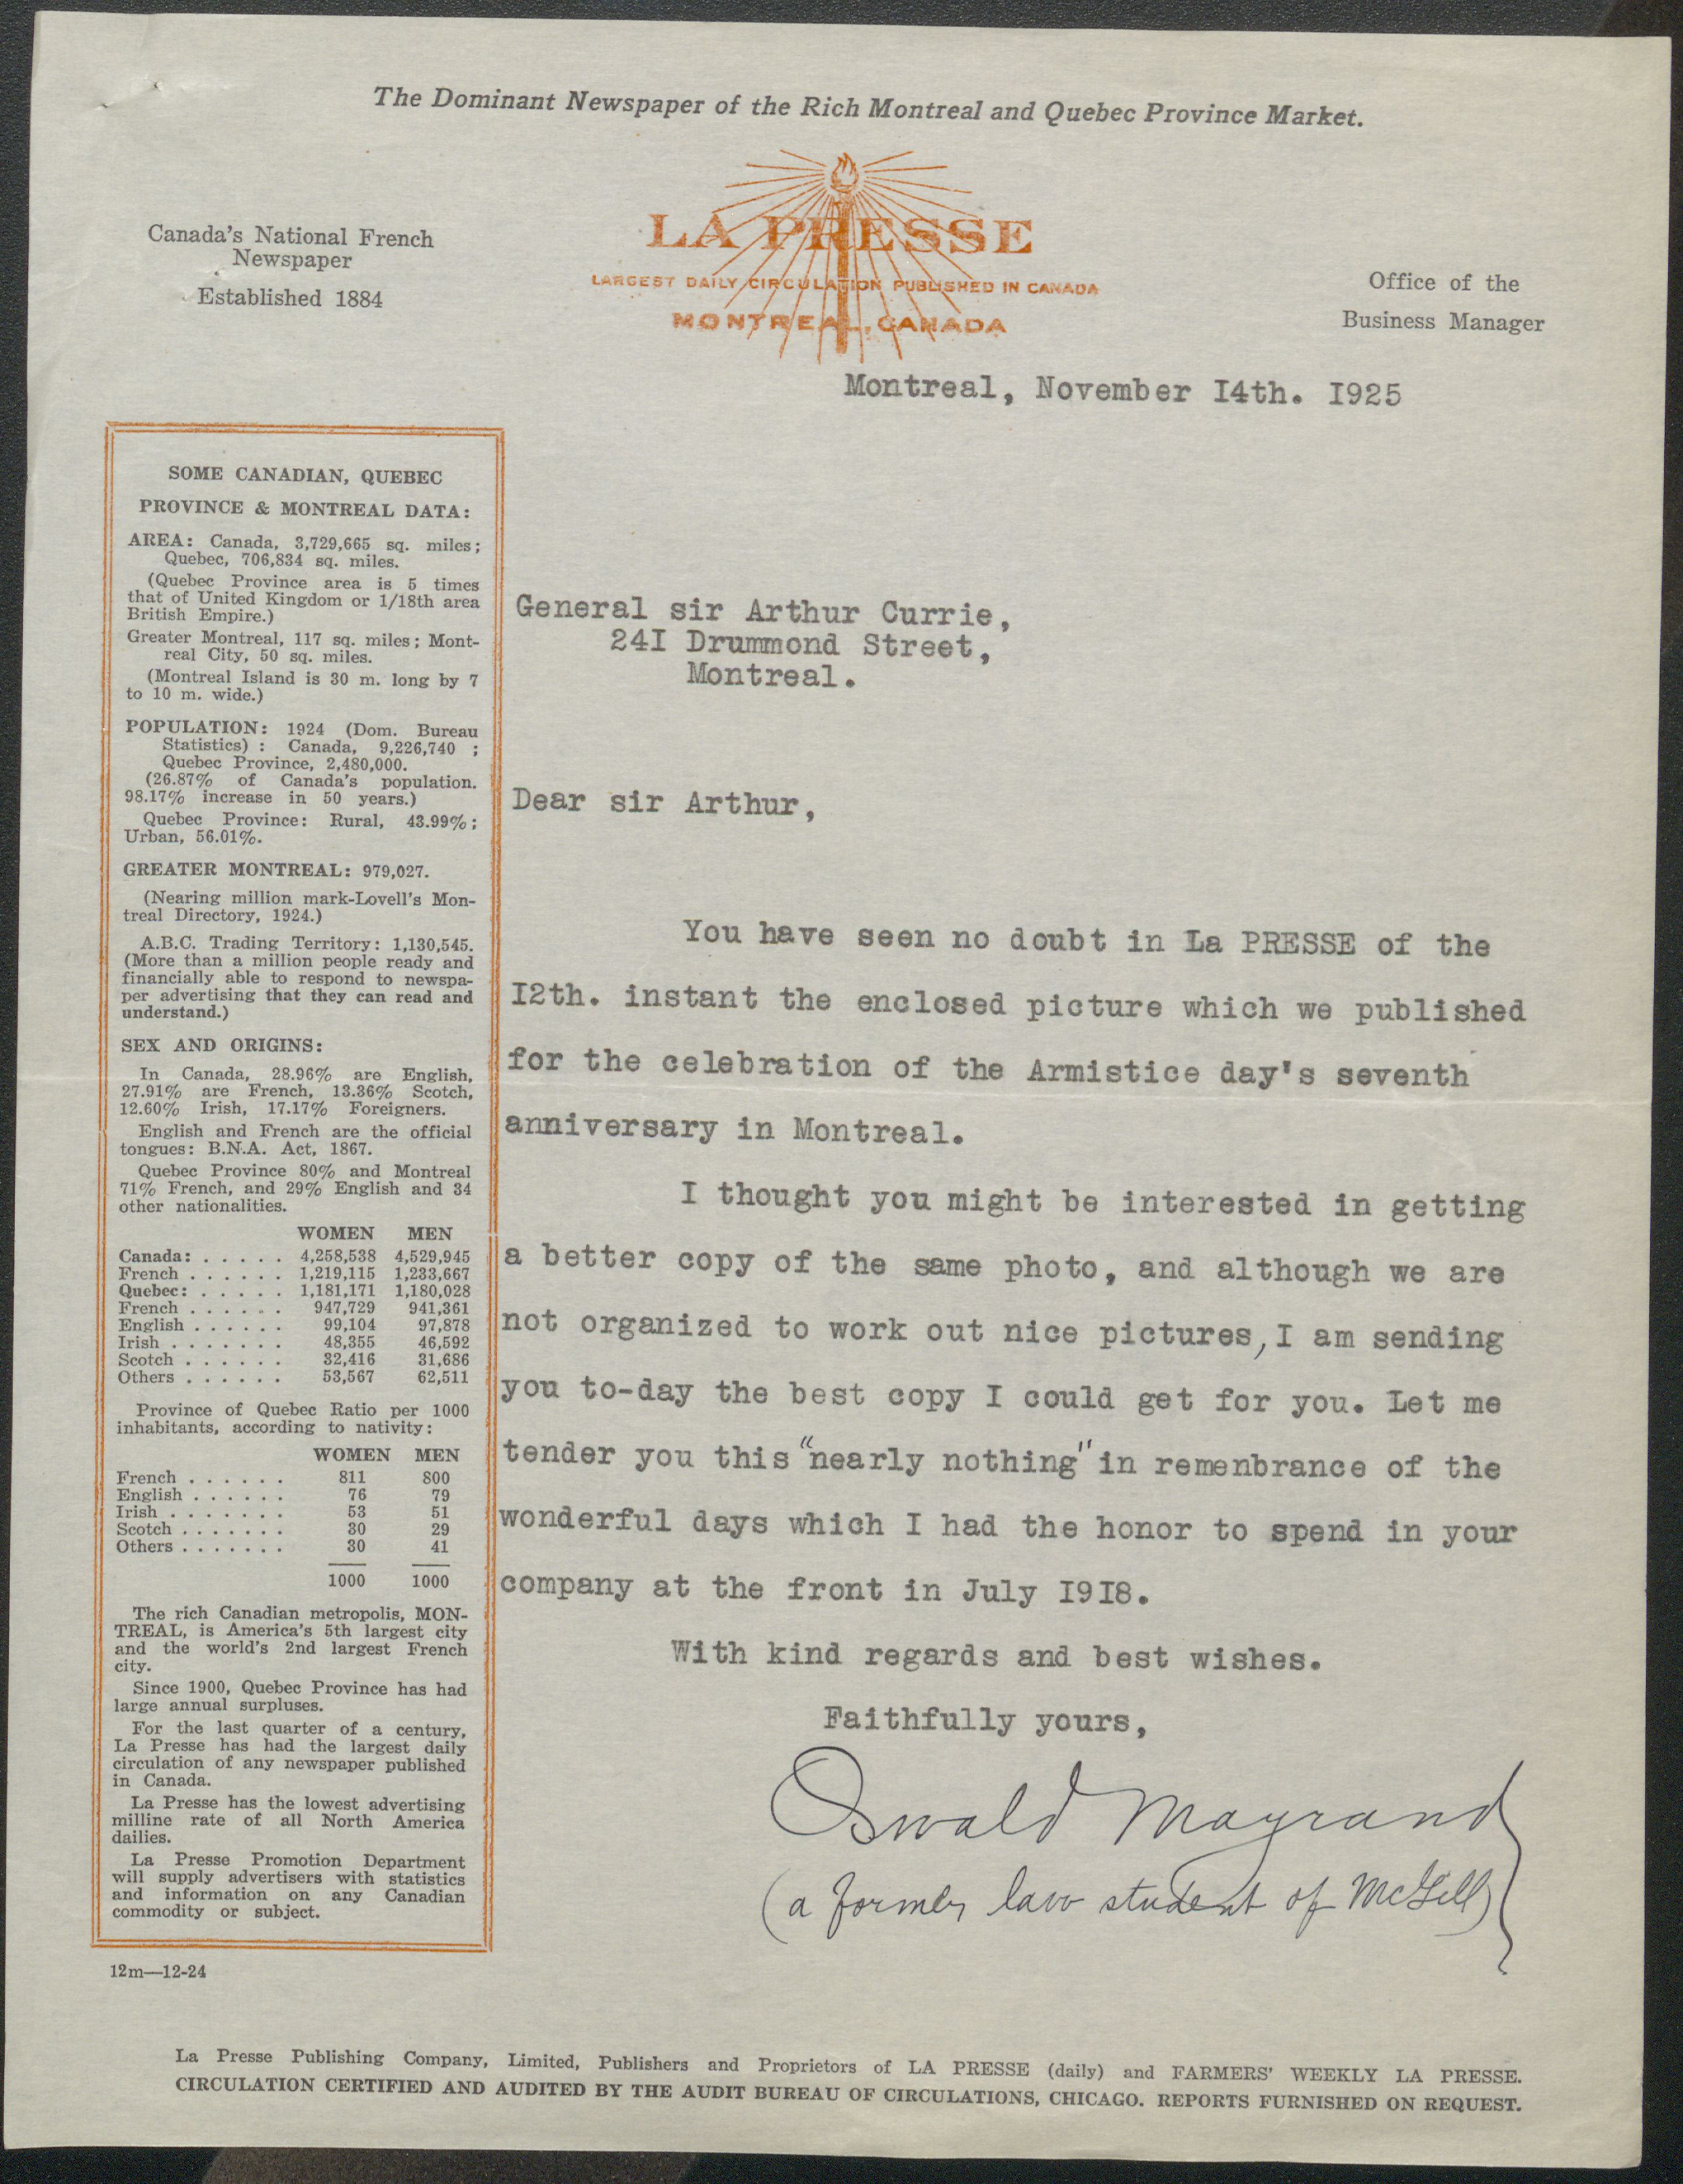 The Dominant Newspaper of the Rich Montreal and Quebec Province Market.
Canada's National French
Newspaper
Established 1884
LA PRESSE
LARGEST DAILY CIRCULATION PUBLISHED IN CANADA
MONTREAL, CANADA
Office of the
Business Manager
Montreal, November I4th. I925
SOME CANADIAN, QUEBEC
PROVINCE & MONTREAL DATA:
AREA: Canada, 3,729,665 sq. miles;
Quebec, 706,834 sq. miles.
(Quebec Province area is 5 times
that of United Kingdom or 1/18th area
British Empire.)
Greater Montreal, 117 sq. miles; Mont-
real City, 50 sq. miles.
(Montreal Island is 30 m. long by 7
to 10 m. wide.)
POPULATION: 1924 (Dom. Bureau
Statistics) : Canada, 9,226,740 ;
Quebec Province, 2,480,000.
(26.87% of Canada's population.
98.17% increase in 50 years.)
Quebec Province: Rural, 43.99%;
Urban, 56.01%.
GREATER MONTREAL: 979,027.
(Nearing million mark-Lovell's Mon-
treal Directory, 1924.)
A.B.C. Trading Territory: 1,130,545.
(More than a million people ready and
financially able to respond to newspa-
per advertising that they can read and
understand.)
SEX AND ORIGINS:
In Canada, 28.96% are English,
27.91% are French, 13.36% Scotch,
12.60% Irish, 17.17% Foreigners.
English and French are the official
tongues: B.N.A. Act, 1867.
Quebec Province 80% and Montreal
71% French, and 29% English and 34
other nationalities.
WOMEN MEN
Canada: . . . . . 4,258,538 4,529,945
French . . . . . . 1,219,115 1,233,667
Quebec: . . . . . 1,181,171 1,180,028
French . . . . . . 947,729 941,361
English . . . . . . 99,104 97,878
Irish . . . . . . . 48,355 46,592
Scotch . . . . . . 32,416 31,686
Others . . . . . . 53,567 62,511
Province of Quebec Ratio per 1000
inhabitants, according to nativity:
WOMEN MEN
French . . . . . . 811 800
English . . . . . . 76 79
Irish . . . . . . . 53 51
Scotch . . . . . . . 30 29
Others . . . . . . . 30 41
1000 1000
The rich Canadian metropolis, MON-
TREAL, is America's 5th largest city
and the world's 2nd largest French
city.
Since 1900, Quebec Province has had
large annual surpluses.
For the last quarter of a century,
La Presse has had the largest daily
circulation of any newspaper published
in Canada.
La Presse has the lowest advertising
milline rate of all North America
dailies.
La Presse Promotion Department
will supply advertisers with statistics
and information on any Canadian
commodity or subject.
12m—12-24
General sir Arthur Currie,
24I Drummond Street,
Montreal.
Dear sir Arthur,
You have seen no doubt in La PRESSE of the
I2th. instant the enclosed picture which we published
for the celebration of the Armistice day's seventh
anniversary in Montreal.
I thought you might be interested in getting
a better copy of the same photo, and although we are
not organized to work out nice pictures, I am sending
you to-day the best copy I could get for you. Let me
tender you this "nearly nothing" in remenbrance of the
wonderful days which I had the honor to spend in your
company at the front in July I9I8.
With kind regards and best wishes.
Faithfully yours,
Oswald Mayrand
(a former law student of McGill)
La Presse Publishing Company, Limited, Publishers and Proprietors of LA PRESSE (daily) and FARMERS' WEEKLY LA PRESSE.
CIRCULATION CERTIFIED AND AUDITED BY THE AUDIT BUREAU OF CIRCULATIONS, CHICAGO. REPORTS FURNISHED ON REQUEST.